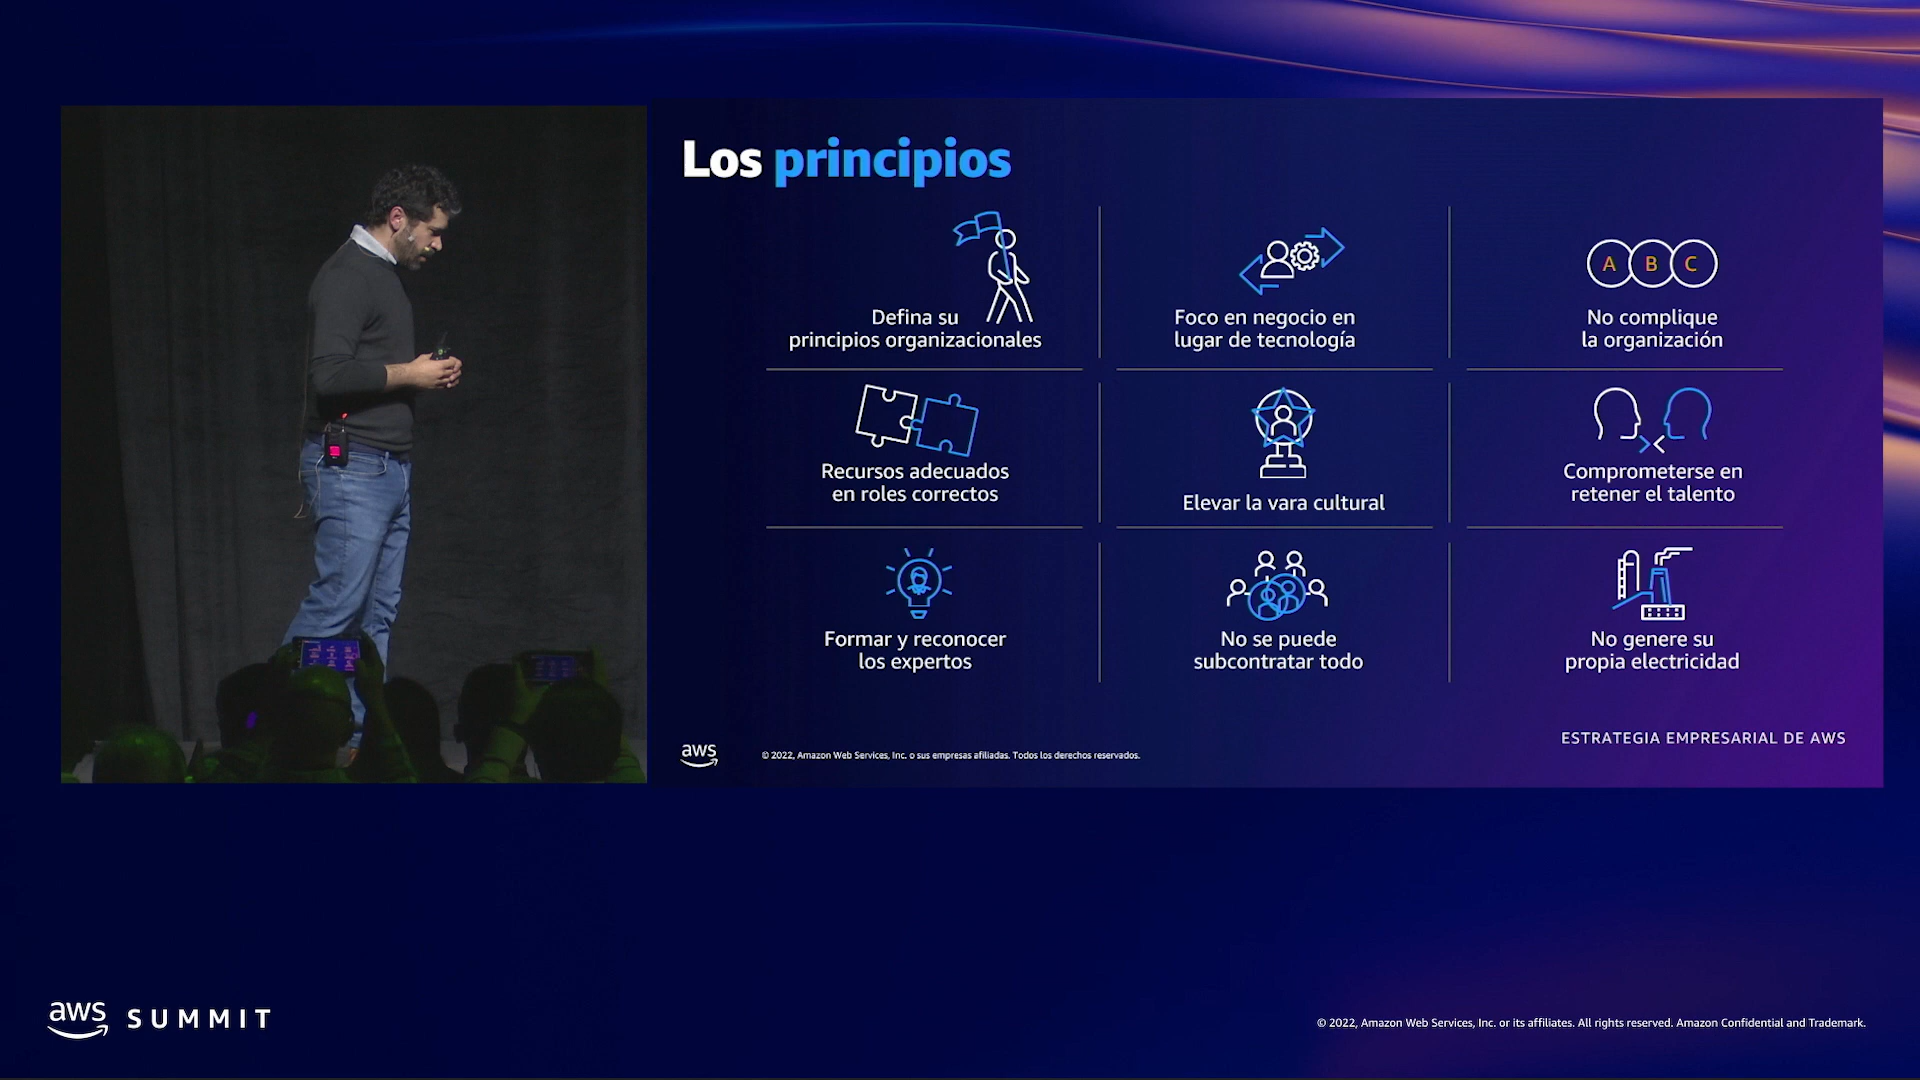 Los principios
Defina su
principios organizacionales
Foco en negocio en
lugar de tecnología
A B C
No complique
la organización
Recursos adecuados
en roles correctos
Elevar la vara cultural
Comprometerse en
retener el talento
Formar y reconocer
los expertos
No se puede
subcontratar todo
No genere su
propia electricidad
ESTRATEGIA EMPRESARIAL DE AWS
aws
© 2022, Amazon Web Services, Inc. o sus empresas afiliadas. Todos los derechos reservados.
aws SUMMIT
© 2022, Amazon Web Services, Inc. or its affiliates. All rights reserved. Amazon Confidential and Trademark.